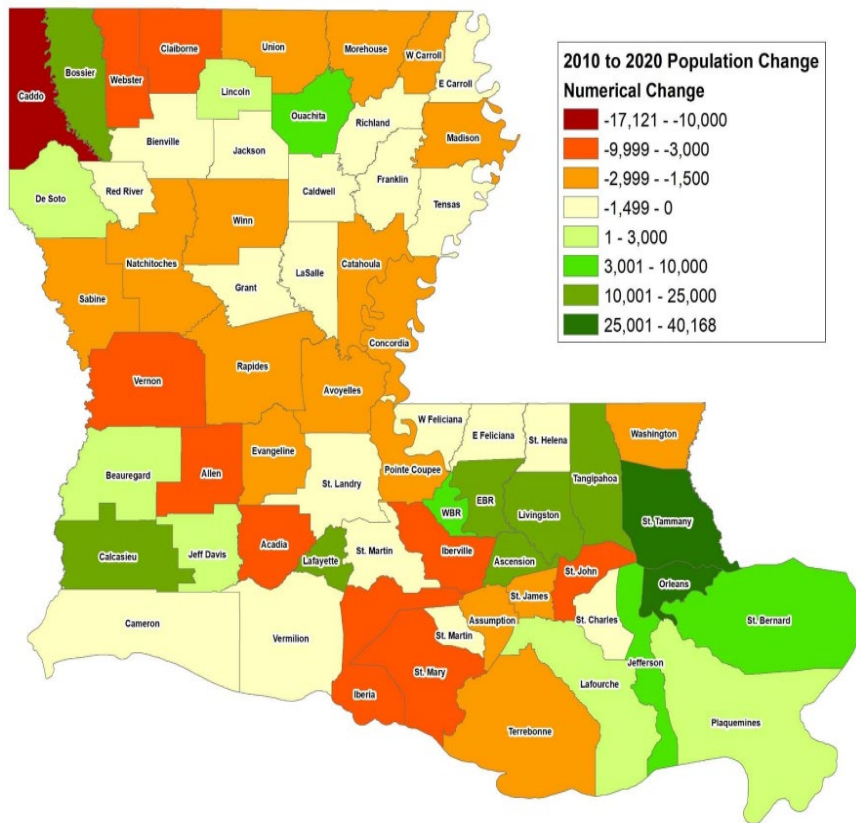 2010 to 2020 Population Change
Numerical Change
-17,121 - -10,000
-9,999 - -3,000
-2,999 - -1,500
-1,499 - 0
1 - 3,000
3,001 - 10,000
10,001 - 25,000
25,001 - 40,168
Caddo
Bossier
Webster
Claiborne
Union
Morehouse
W Carroll
E Carroll
Lincoln
Ouachita
Richland
Madison
Bienville
Jackson
De Soto
Red River
Caldwell
Franklin
Tensas
Winn
Natchitoches
Sabine
Grant
LaSalle
Catahoula
Concordia
Vernon
Rapides
Avoyelles
W Feliciana
E Feliciana
St. Helena
Washington
Beauregard
Allen
Evangeline
St. Landry
Pointe Coupee
Tangipahoa
WBR
EBR
Livingston
St. Tammany
Calcasieu
Jeff Davis
Acadia
Lafayette
St. Martin
Iberville
Ascension
St. John
Orleans
St. James
Cameron
Vermilion
St. Martin
Assumption
St. Charles
St. Bernard
Iberia
St. Mary
Jefferson
Lafourche
Plaquemines
Terrebonne